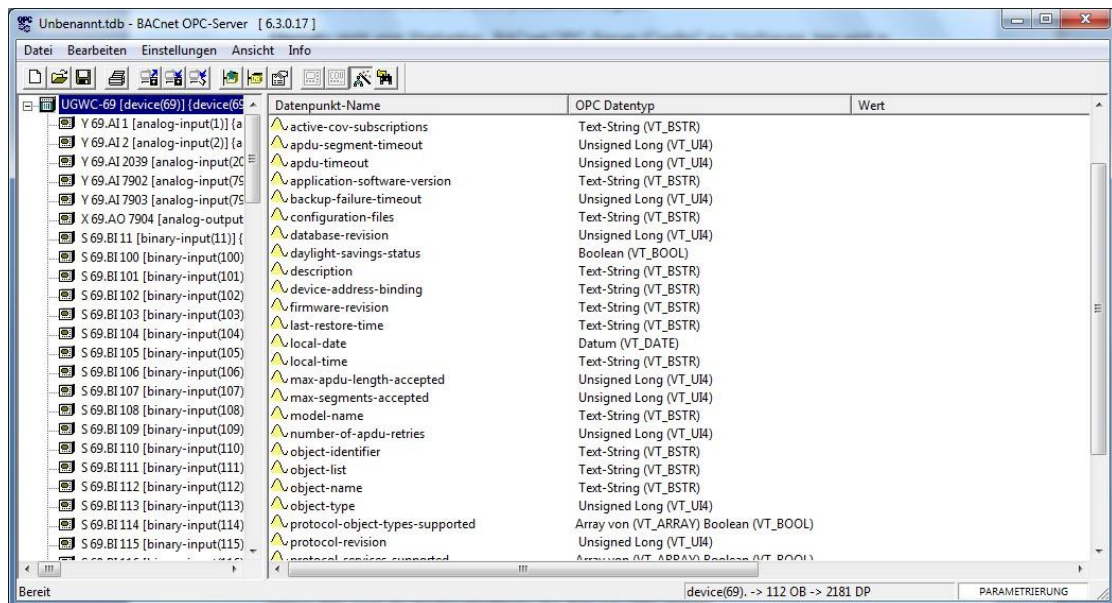 Unbenannt.tdb - BACnet OPC-Server [ 6.3.0.17 ]
Datei Bearbeiten Einstellungen Ansicht Info
UGWC-69 [device(69)] {device(69
Y 69.AI 1 [analog-input(1)] {a
Y 69.AI 2 [analog-input(2)] {a
Y 69.AI 2039 [analog-input(20
Y 69.AI 7902 [analog-input(79
Y 69.AI 7903 [analog-input(79
X 69.AO 7904 [analog-output
S 69.BI 11 [binary-input(11)] {
S 69.BI 100 [binary-input(100)
S 69.BI 101 [binary-input(101)
S 69.BI 102 [binary-input(102)
S 69.BI 103 [binary-input(103)
S 69.BI 104 [binary-input(104)
S 69.BI 105 [binary-input(105)
S 69.BI 106 [binary-input(106)
S 69.BI 107 [binary-input(107)
S 69.BI 108 [binary-input(108)
S 69.BI 109 [binary-input(109)
S 69.BI 110 [binary-input(110)
S 69.BI 111 [binary-input(111)
S 69.BI 112 [binary-input(112)
S 69.BI 113 [binary-input(113)
S 69.BI 114 [binary-input(114)
S 69.BI 115 [binary-input(115)
Datenpunkt-Name OPC Datentyp Wert
active-cov-subscriptions Text-String (VT_BSTR)
apdu-segment-timeout Unsigned Long (VT_UI4)
apdu-timeout Unsigned Long (VT_UI4)
application-software-version Text-String (VT_BSTR)
backup-failure-timeout Unsigned Long (VT_UI4)
configuration-files Text-String (VT_BSTR)
database-revision Unsigned Long (VT_UI4)
daylight-savings-status Boolean (VT_BOOL)
description Text-String (VT_BSTR)
device-address-binding Text-String (VT_BSTR)
firmware-revision Text-String (VT_BSTR)
last-restore-time Text-String (VT_BSTR)
local-date Datum (VT_DATE)
local-time Text-String (VT_BSTR)
max-apdu-length-accepted Unsigned Long (VT_UI4)
max-segments-accepted Unsigned Long (VT_UI4)
model-name Text-String (VT_BSTR)
number-of-apdu-retries Unsigned Long (VT_UI4)
object-identifier Text-String (VT_BSTR)
object-list Text-String (VT_BSTR)
object-name Text-String (VT_BSTR)
object-type Unsigned Long (VT_UI4)
protocol-object-types-supported Array von (VT_ARRAY) Boolean (VT_BOOL)
protocol-revision Unsigned Long (VT_UI4)
protocol-services-supported Array von (VT_ARRAY) Boolean (VT_BOOL)
Bereit device(69). -> 112 OB -> 2181 DP PARAMETRIERUNG